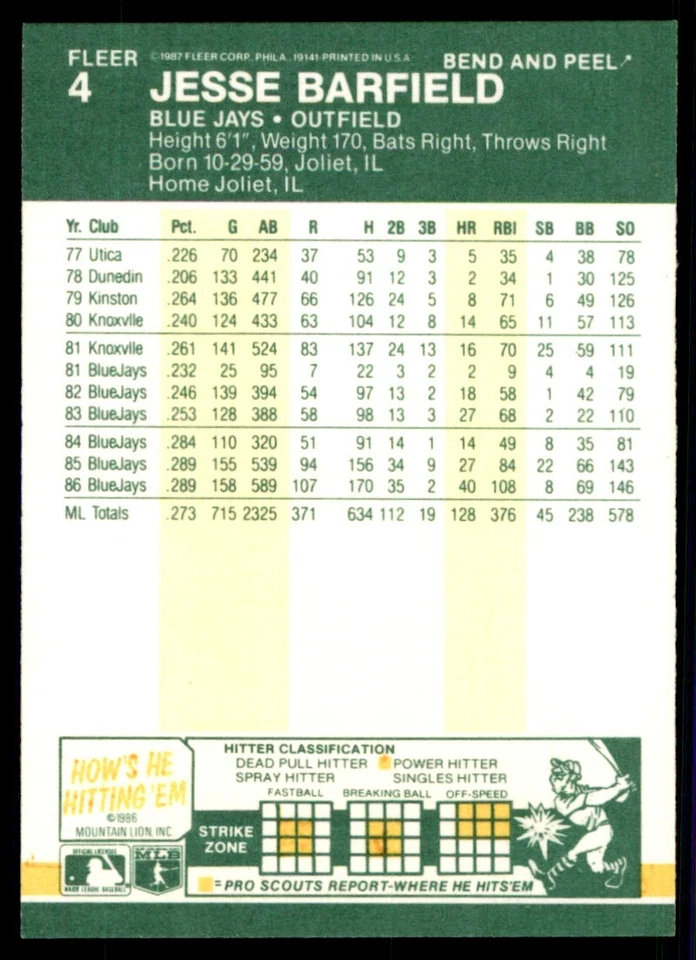 FLEER ©1987 FLEER CORP., PHILA. 19141-PRINTED IN U.S.A. BEND AND PEEL↗
4 JESSE BARFIELD
BLUE JAYS • OUTFIELD
Height 6'1", Weight 170, Bats Right, Throws Right
Born 10-29-59, Joliet, IL
Home Joliet, IL
Yr. Club Pct. G AB R H 2B 3B HR RBI SB BB SO
77 Utica .226 70 234 37 53 9 3 5 35 4 38 78
78 Dunedin .206 133 441 40 91 12 3 2 34 1 30 125
79 Kinston .264 136 477 66 126 24 5 8 71 6 49 126
80 Knoxvlle .240 124 433 63 104 12 8 14 65 11 57 113
81 Knoxvlle .261 141 524 83 137 24 13 16 70 25 59 111
81 BlueJays .232 25 95 7 22 3 2 2 9 4 4 19
82 BlueJays .246 139 394 54 97 13 2 18 58 1 42 79
83 BlueJays .253 128 388 58 98 13 3 27 68 2 22 110
84 BlueJays .284 110 320 51 91 14 1 14 49 8 35 81
85 BlueJays .289 155 539 94 156 34 9 27 84 22 66 143
86 BlueJays .289 158 589 107 170 35 2 40 108 8 69 146
ML Totals .273 715 2325 371 634 112 19 128 376 45 238 578
HOW'S HE
HITTING 'EM
©1986
MOUNTAIN LION, INC.
OFFICIAL LICENSEE
MAJOR LEAGUE BASEBALL
MLB
HITTER CLASSIFICATION
DEAD PULL HITTER POWER HITTER
SPRAY HITTER SINGLES HITTER
FASTBALL BREAKING BALL OFF-SPEED
STRIKE
ZONE
= PRO SCOUTS REPORT-WHERE HE HITS'EM